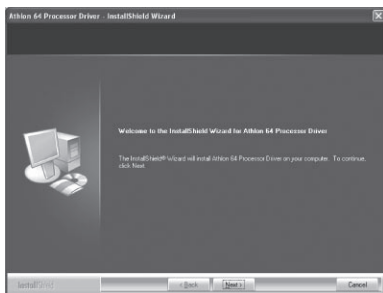 Athlon 64 Processor Driver - InstallShield Wizard
Welcome to the InstallShield Wizard for Athlon 64 Processor Driver
The InstallShield® Wizard will install Athlon 64 Processor Driver on your computer. To continue,
click Next
InstallShield
< Back
Next >
Cancel